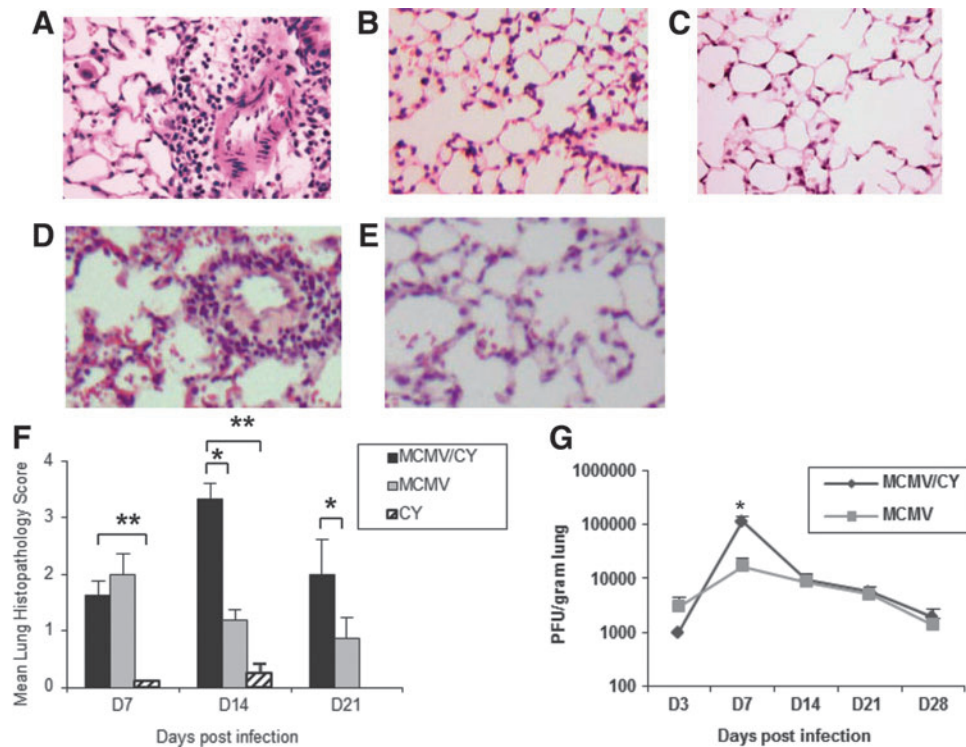 A
B
C
D
E
F
G
**
**
*
*
MCMV/CY
MCMV
CY
Mean Lung Histopathology Score
4
3
2
1
0
D7
D14
D21
Days post infection
MCMV/CY
MCMV
*
PFU/gram lung
1000000
100000
10000
1000
100
D3
D7
D14
D21
D28
Days post infection